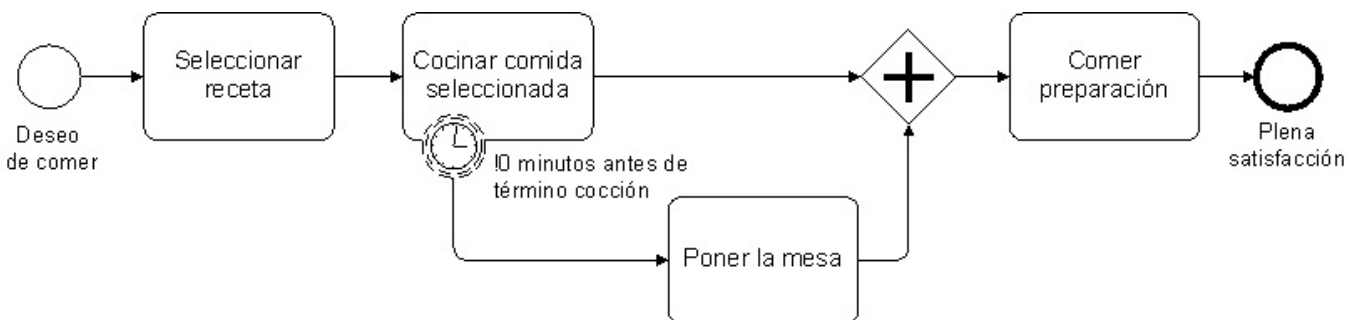 Seleccionar
receta
Cocinar comida
seleccionada
Comer
preparación
Deseo
de comer
Plena
satisfacción
10 minutos antes de
término cocción
Poner la mesa